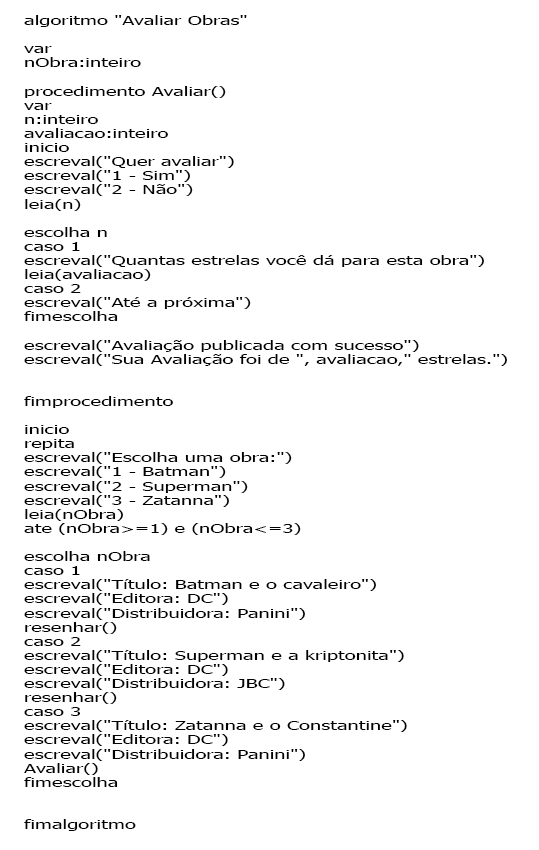 algoritmo "Avaliar Obras"
var
nObra:inteiro
procedimento Avaliar()
var
n:inteiro
avaliacao:inteiro
inicio
escreval("Quer avaliar")
escreval("1 - Sim")
escreval("2 - Não")
leia(n)
escolha n
caso 1
escreval("Quantas estrelas você dá para esta obra")
leia(avaliacao)
caso 2
escreval("Até a próxima")
fimescolha
escreval("Avaliação publicada com sucesso")
escreval("Sua Avaliação foi de ", avaliacao," estrelas.")
fimprocedimento
inicio
repita
escreval("Escolha uma obra:")
escreval("1 - Batman")
escreval("2 - Superman")
escreval("3 - Zatanna")
leia(nObra)
ate (nObra>=1) e (nObra<=3)
escolha nObra
caso 1
escreval("Título: Batman e o cavaleiro")
escreval("Editora: DC")
escreval("Distribuidora: Panini")
resenhar()
caso 2
escreval("Título: Superman e a kriptonita")
escreval("Editora: DC")
escreval("Distribuidora: JBC")
resenhar()
caso 3
escreval("Título: Zatanna e o Constantine")
escreval("Editora: DC")
escreval("Distribuidora: Panini")
Avaliar()
fimescolha
fimalgoritmo